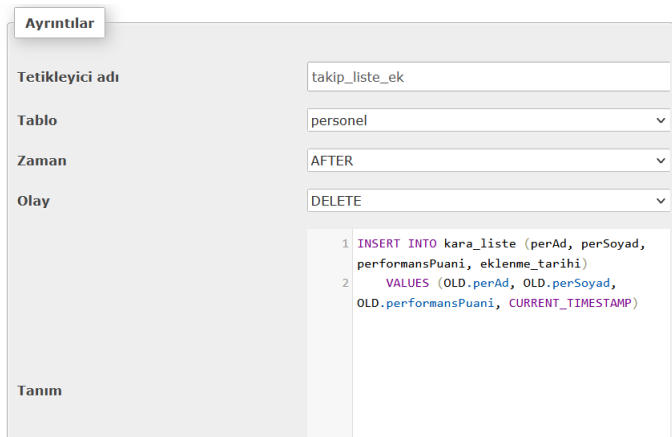 Ayrıntılar
Tetikleyici adı takip_liste_ek
Tablo personel
Zaman AFTER
Olay DELETE
1 INSERT INTO kara_liste (perAd, perSoyad,
performansPuani, eklenme_tarihi)
2 VALUES (OLD.perAd, OLD.perSoyad,
OLD.performansPuani, CURRENT_TIMESTAMP)
Tanım